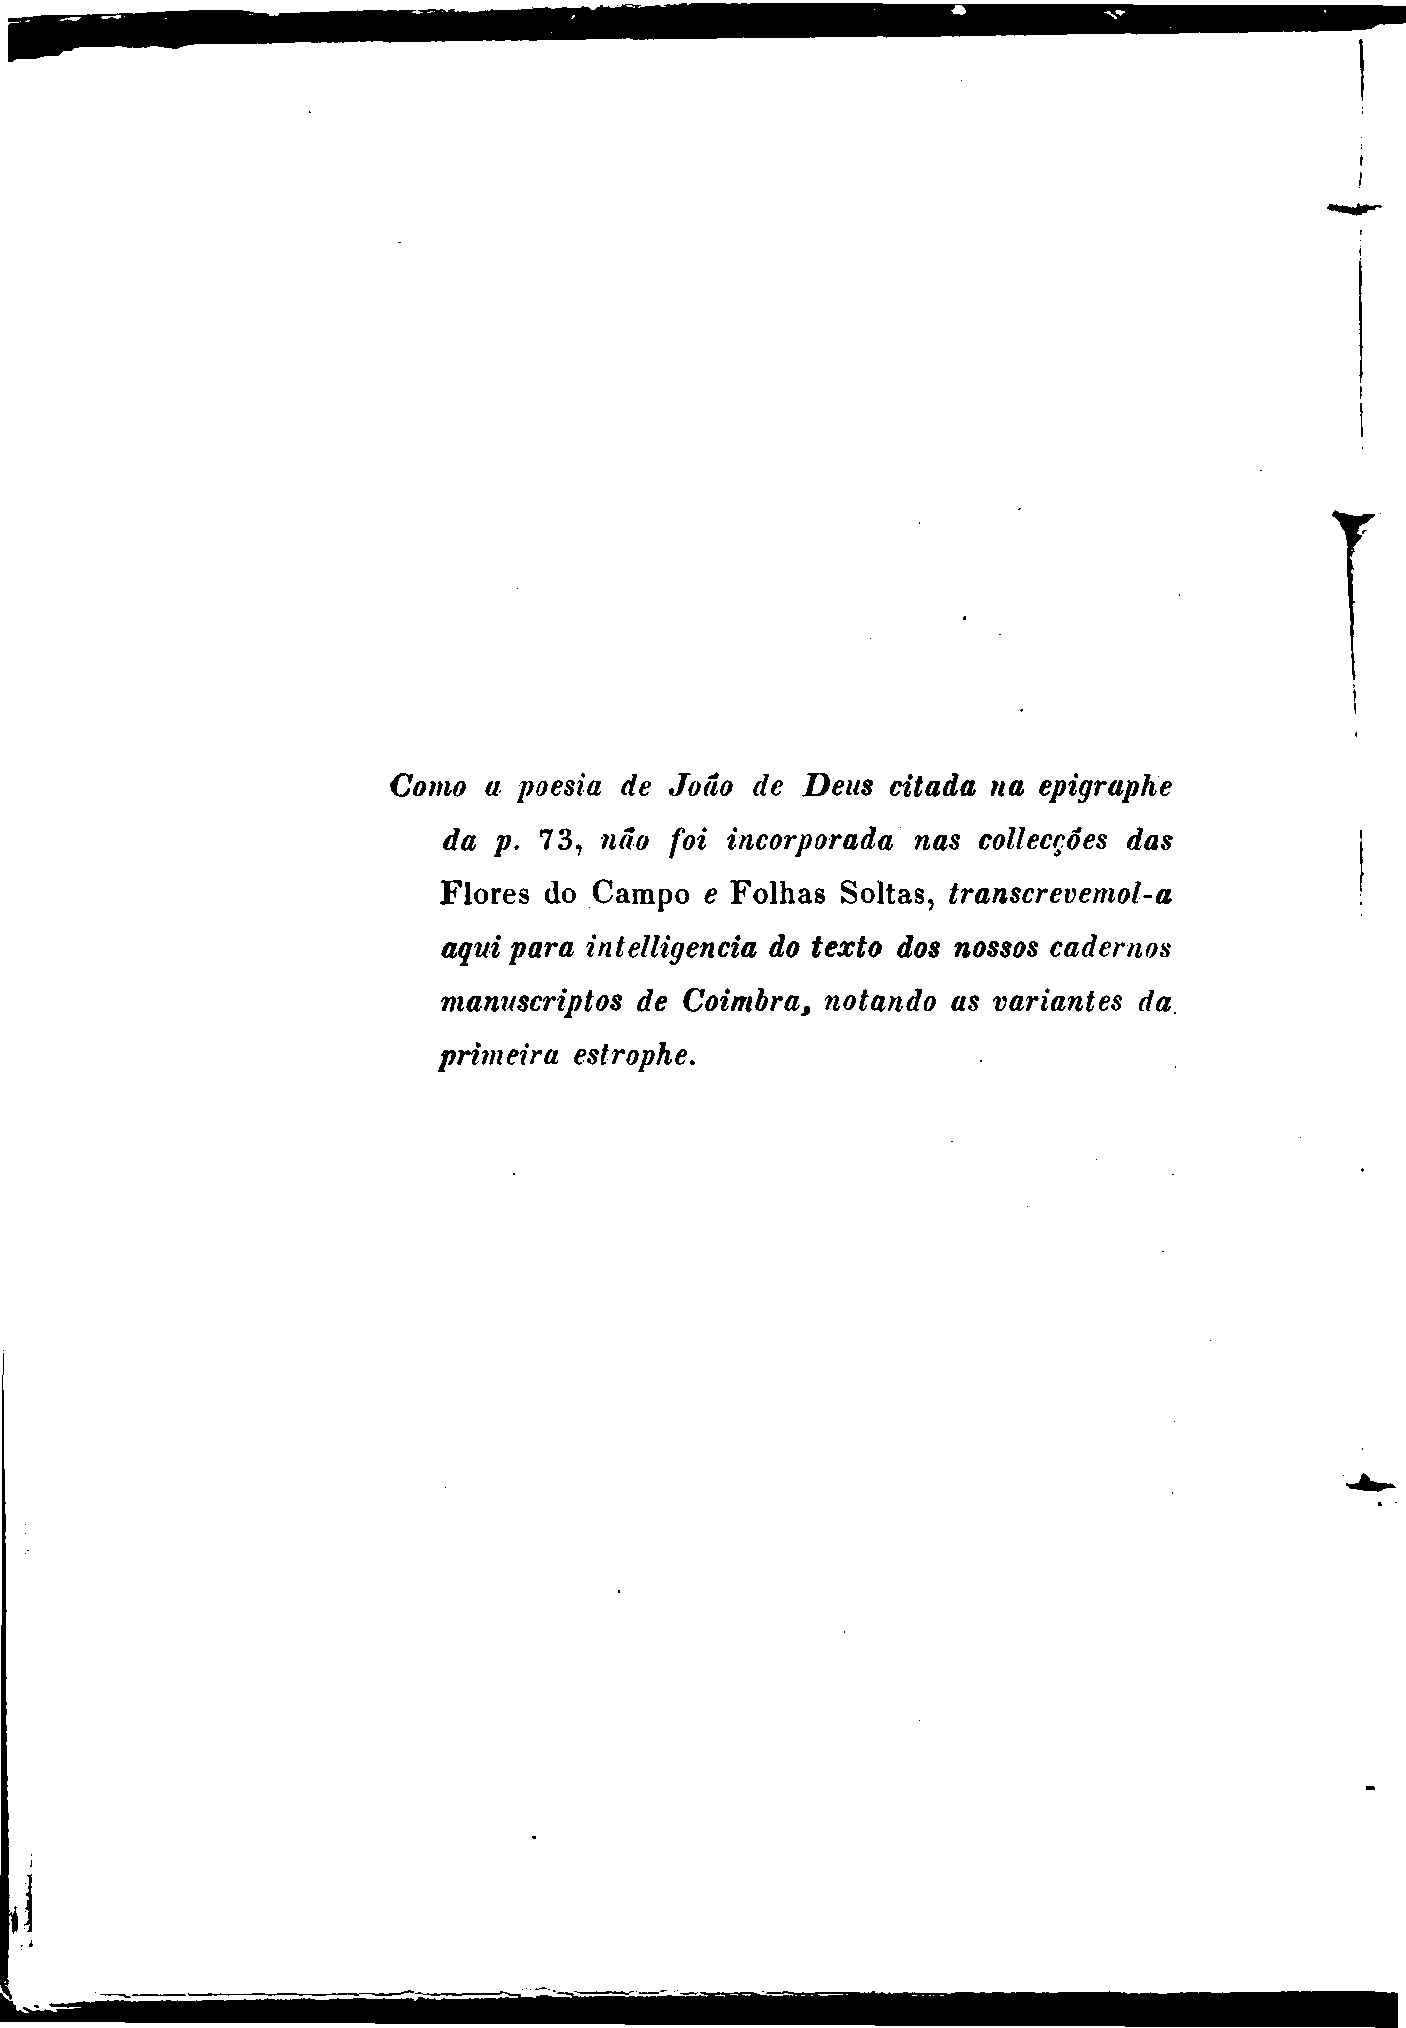 Como a poesia de João de Deus citada na epigraphe
da p. 73, não foi incorporada nas collecções das
Flores do Campo e Folhas Soltas, transcrevemol-a
aqui para intelligencia do texto dos nossos cadernos
manuscriptos de Coimbra, notando as variantes da
primeira estrophe.